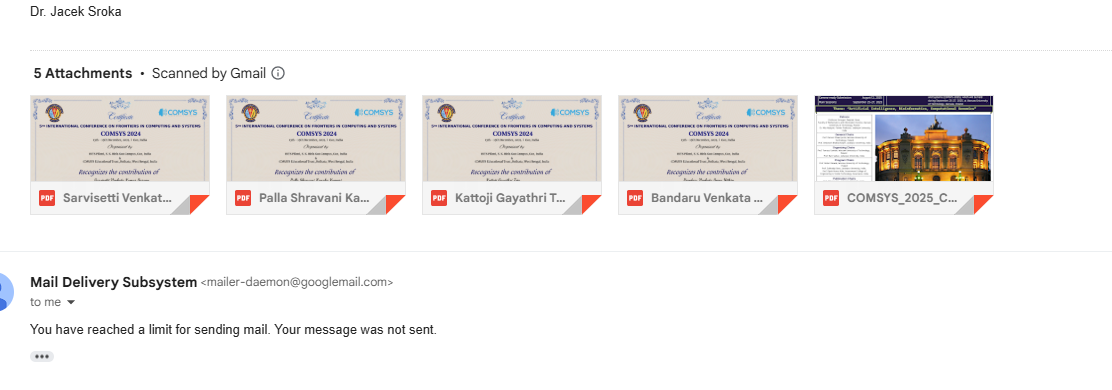 Dr. Jacek Sroka
5 Attachments • Scanned by Gmail
Certificate COMSYS
INTERNATIONAL CONFERENCE ON FRONTIERS IN COMPUTING AND SYSTEMS
COMSYS 2024
Recognizes the contribution of
Certificate COMSYS
INTERNATIONAL CONFERENCE ON FRONTIERS IN COMPUTING AND SYSTEMS
COMSYS 2024
Recognizes the contribution of
Certificate COMSYS
INTERNATIONAL CONFERENCE ON FRONTIERS IN COMPUTING AND SYSTEMS
COMSYS 2024
Recognizes the contribution of
Certificate COMSYS
INTERNATIONAL CONFERENCE ON FRONTIERS IN COMPUTING AND SYSTEMS
COMSYS 2024
Recognizes the contribution of
PDF Sarvisetti Venkat...
PDF Palla Shravani Ka...
PDF Kattoji Gayathri T...
PDF Bandaru Venkata ...
PDF COMSYS_2025_C...
Mail Delivery Subsystem <mailer-daemon@googlemail.com>
to me
You have reached a limit for sending mail. Your message was not sent.